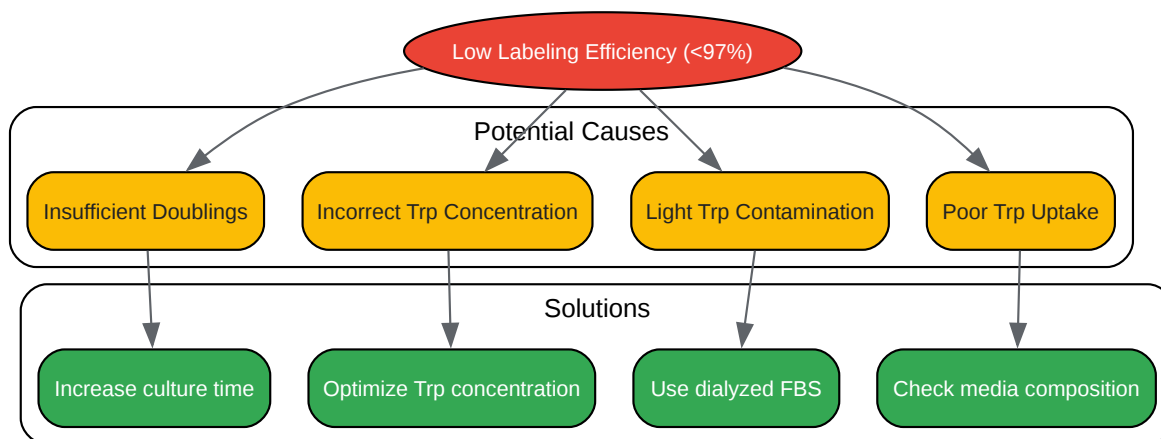 Low Labeling Efficiency (<97%)
Potential Causes
Insufficient Doublings
Incorrect Trp Concentration
Light Trp Contamination
Poor Trp Uptake
Solutions
Increase culture time
Optimize Trp concentration
Use dialyzed FBS
Check media composition